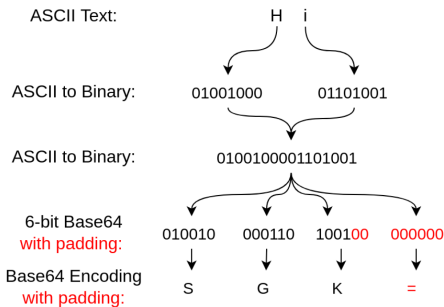 ASCII Text: H i
ASCII to Binary: 01001000 01101001
ASCII to Binary: 0100100001101001
6-bit Base64
with padding: 010010 000110 100100 000000
Base64 Encoding
with padding: S G K =